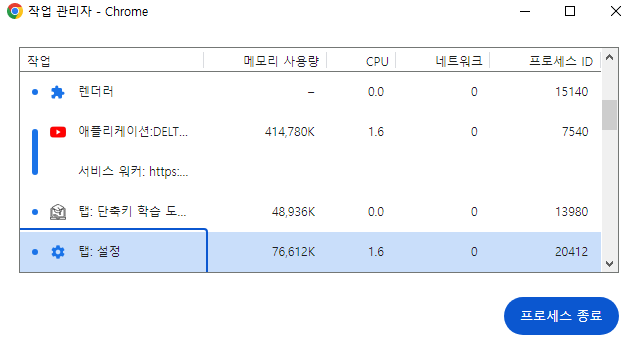 작업 관리자 - Chrome
작업 메모리 사용량 CPU 네트워크 프로세스 ID
렌더러 – 0.0 0 15140
애플리케이션:DELT... 414,780K 1.6 0 7540
서비스 워커: https:...
탭: 단축키 학습 도... 48,936K 0.0 0 13980
탭: 설정 76,612K 1.6 0 20412
프로세스 종료